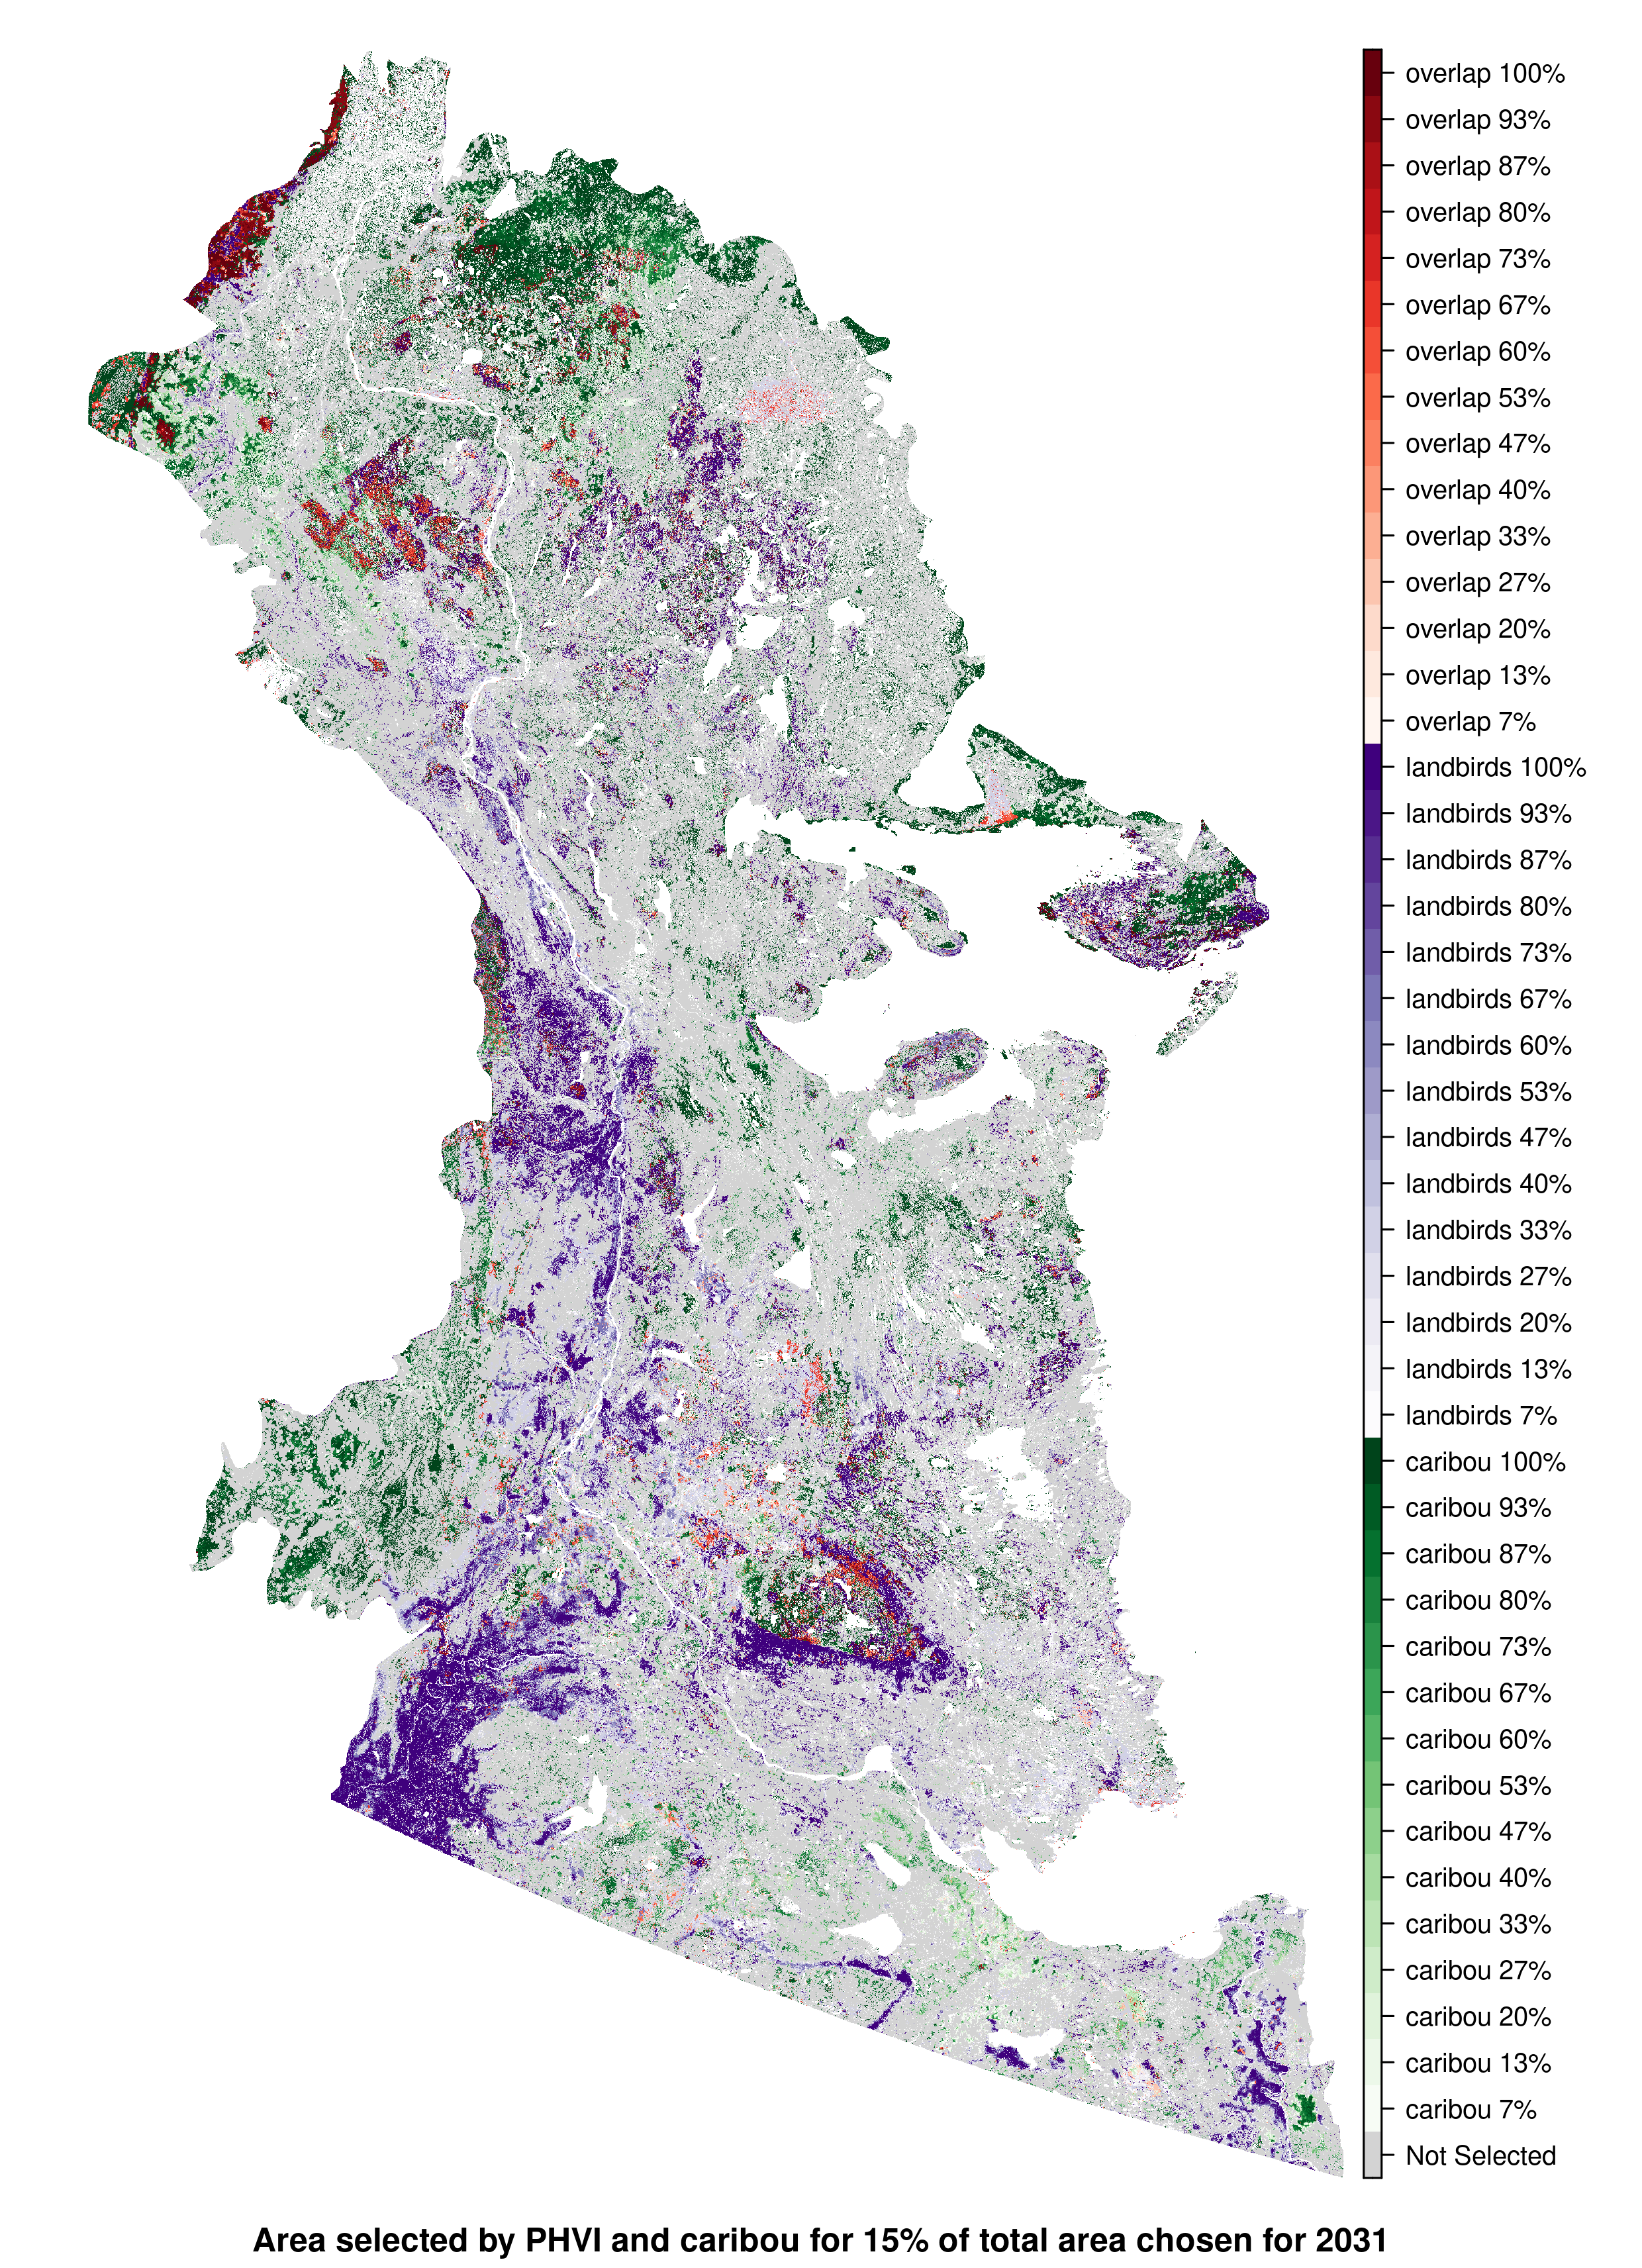 overlap 100%
overlap 93%
overlap 87%
overlap 80%
overlap 73%
overlap 67%
overlap 60%
overlap 53%
overlap 47%
overlap 40%
overlap 33%
overlap 27%
overlap 20%
overlap 13%
overlap 7%
landbirds 100%
landbirds 93%
landbirds 87%
landbirds 80%
landbirds 73%
landbirds 67%
landbirds 60%
landbirds 53%
landbirds 47%
landbirds 40%
landbirds 33%
landbirds 27%
landbirds 20%
landbirds 13%
landbirds 7%
caribou 100%
caribou 93%
caribou 87%
caribou 80%
caribou 73%
caribou 67%
caribou 60%
caribou 53%
caribou 47%
caribou 40%
caribou 33%
caribou 27%
caribou 20%
caribou 13%
caribou 7%
Not Selected
Area selected by PHVI and caribou for 15% of total area chosen for 2031